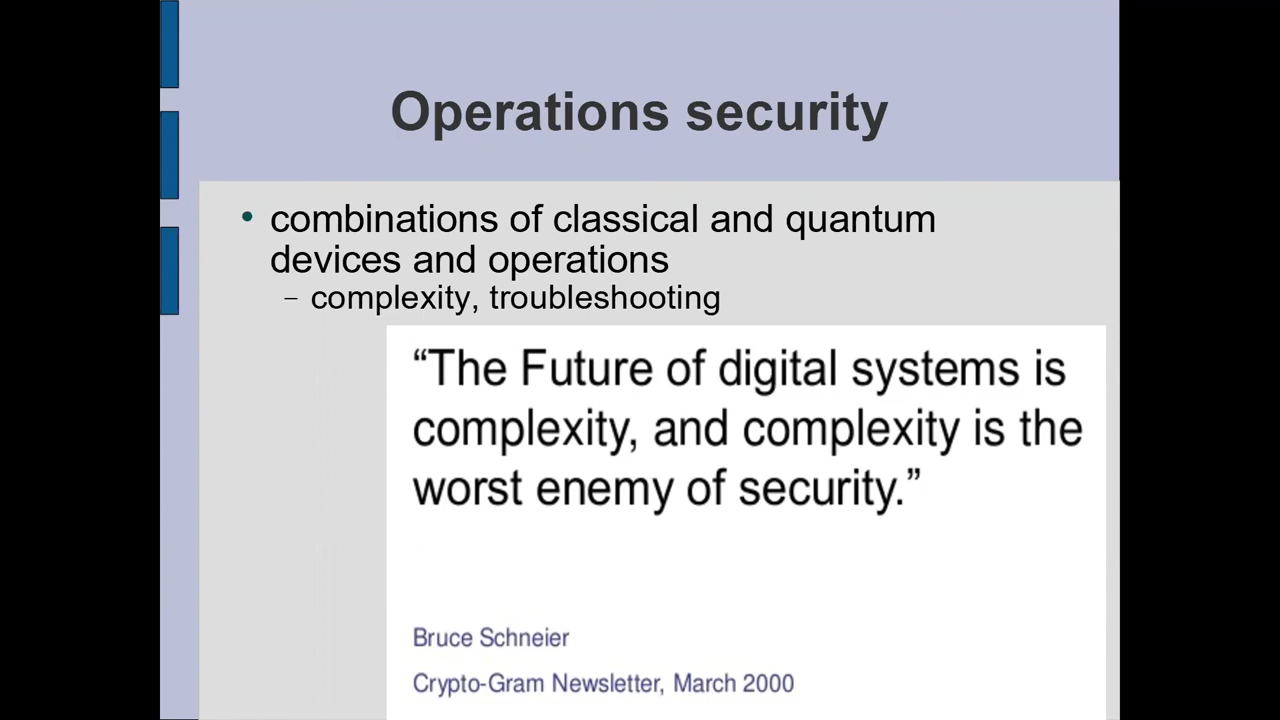 Operations security
• combinations of classical and quantum
devices and operations
– complexity, troubleshooting
“The Future of digital systems is
complexity, and complexity is the
worst enemy of security.”
Bruce Schneier
Crypto-Gram Newsletter, March 2000